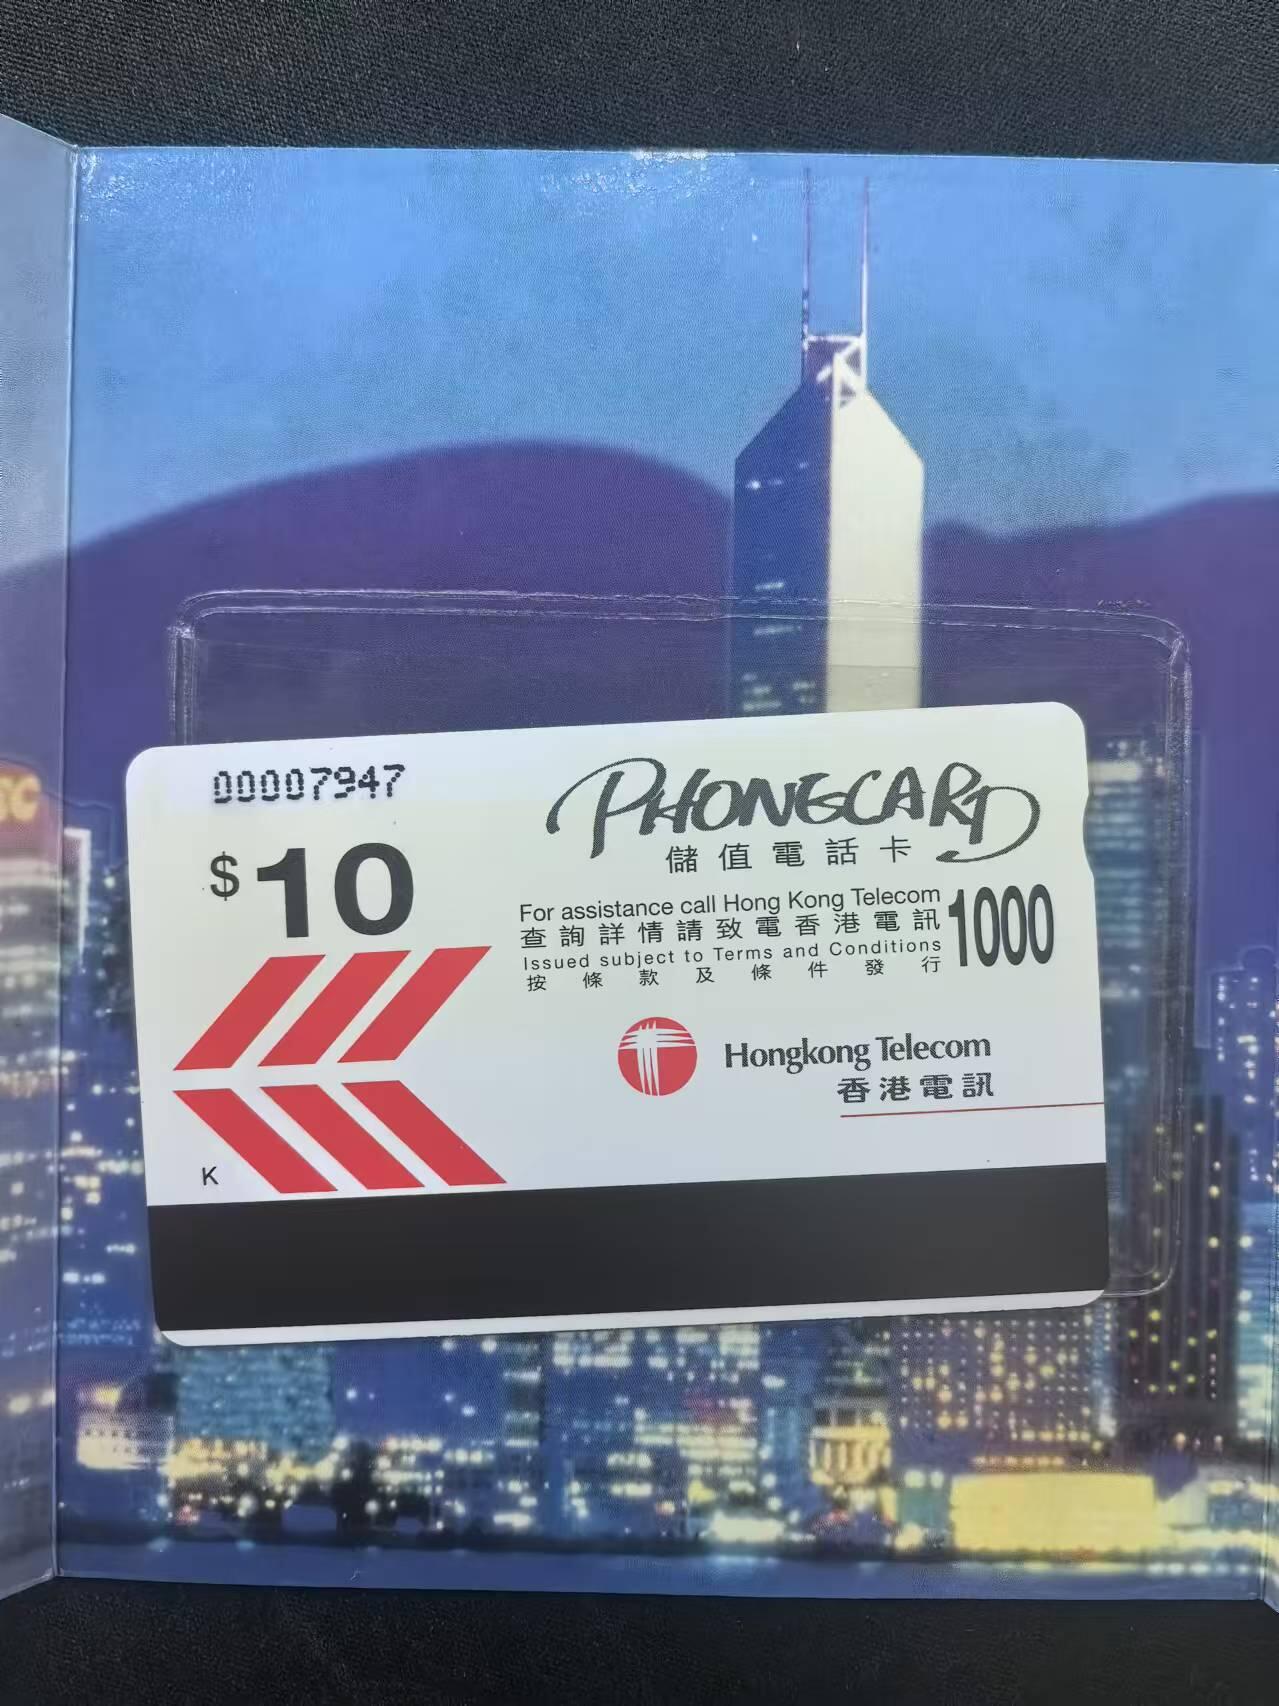 00007947
PHONECARD
儲值電話卡
$10
For assistance call Hong Kong Telecom
查詢詳情請致電香港電訊
1000
Issued subject to Terms and Conditions
按條款及條件發行
Hongkong Telecom
香港電訊
K